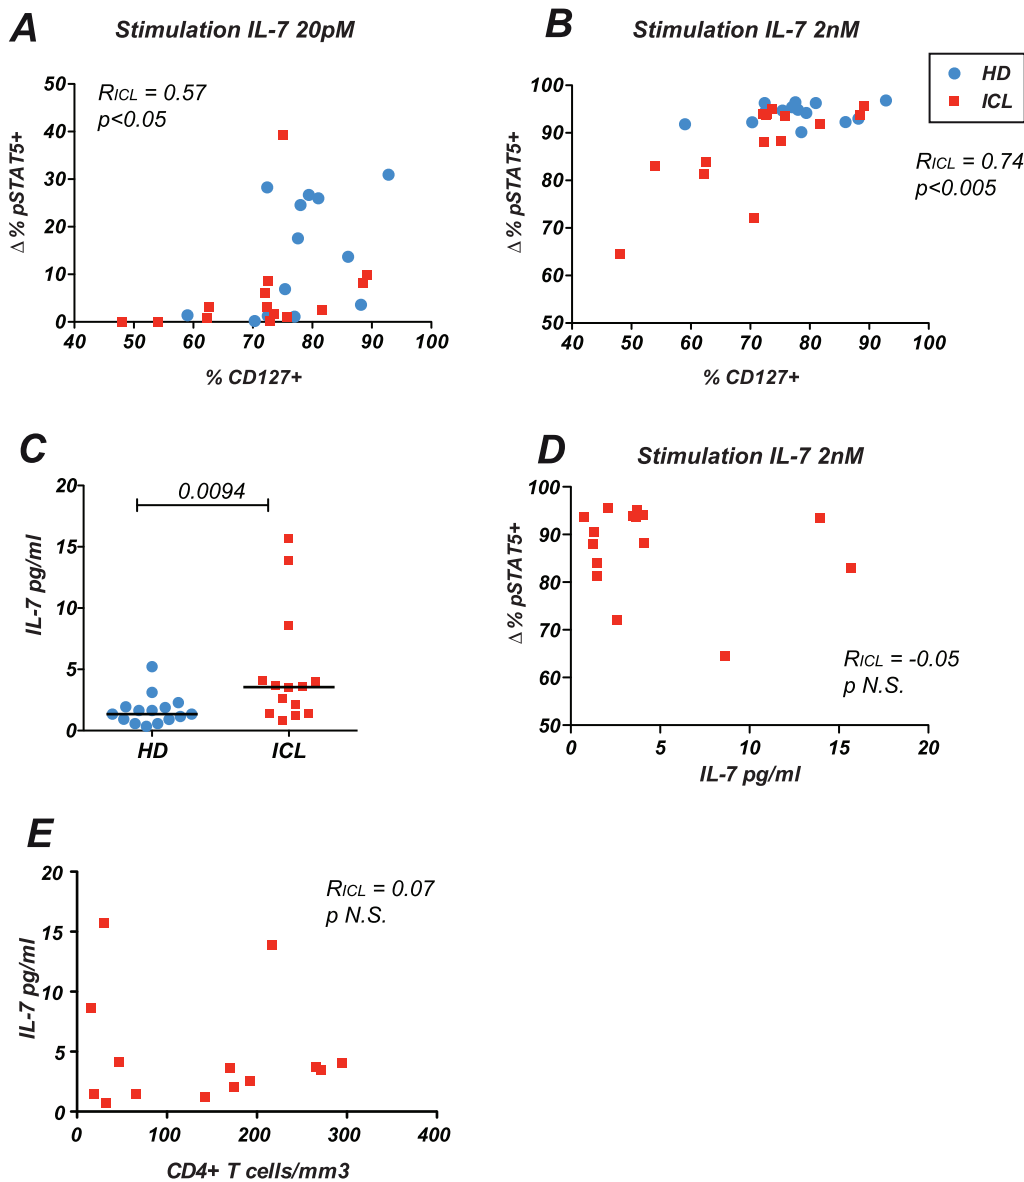 A
Stimulation IL-7 20pM
RICL = 0.57
p<0.05
Δ % pSTAT5+
50
40
30
20
10
0
40 50 60 70 80 90 100
% CD127+
B
Stimulation IL-7 2nM
HD
ICL
RICL = 0.74
p<0.005
Δ % pSTAT5+
100
90
80
70
60
50
40 50 60 70 80 90 100
% CD127+
C
0.0094
IL-7 pg/ml
20
15
10
5
0
HD ICL
D
Stimulation IL-7 2nM
Δ % pSTAT5+
100
90
80
70
60
50
RICL = -0.05
p N.S.
0 5 10 15 20
IL-7 pg/ml
E
RICL = 0.07
p N.S.
IL-7 pg/ml
20
15
10
5
0
0 100 200 300 400
CD4+ T cells/mm3